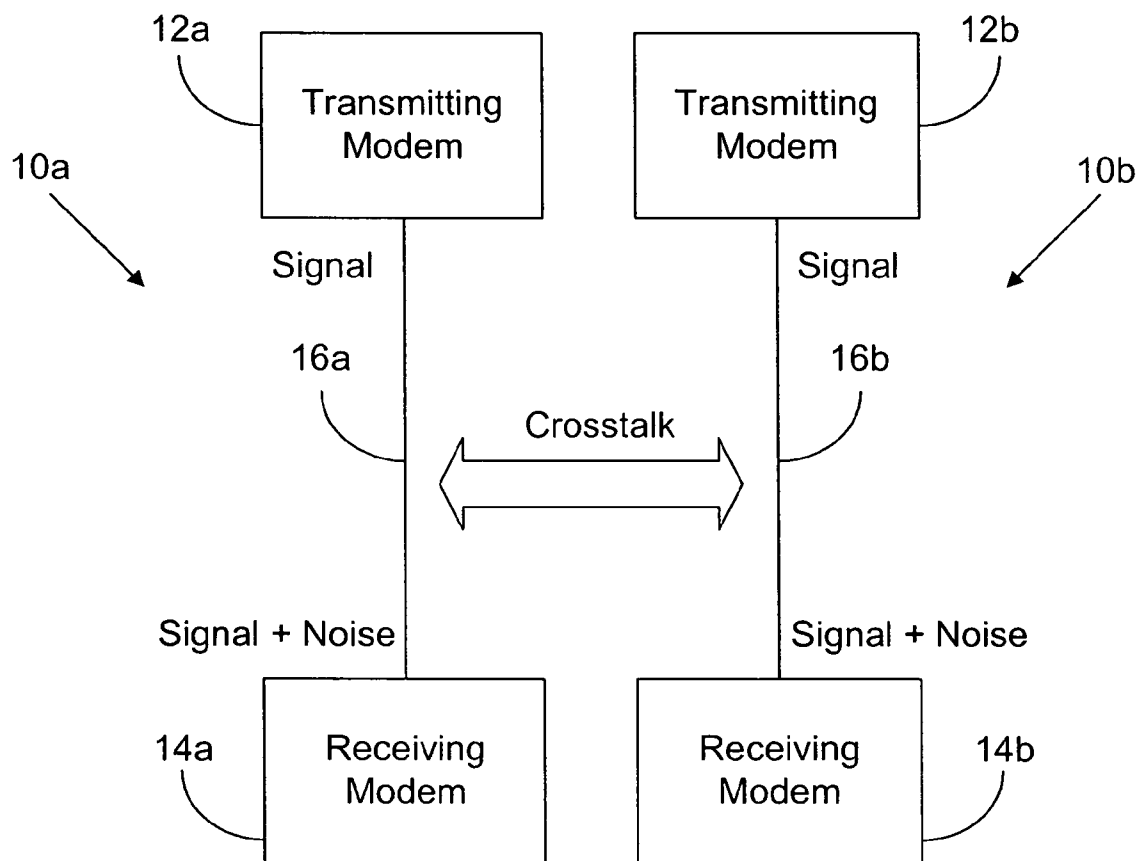 12a
12b
Transmitting
Modem
Transmitting
Modem
10a
10b
Signal
Signal
16a
16b
Crosstalk
Signal + Noise
Signal + Noise
14a
Receiving
Modem
Receiving
Modem
14b